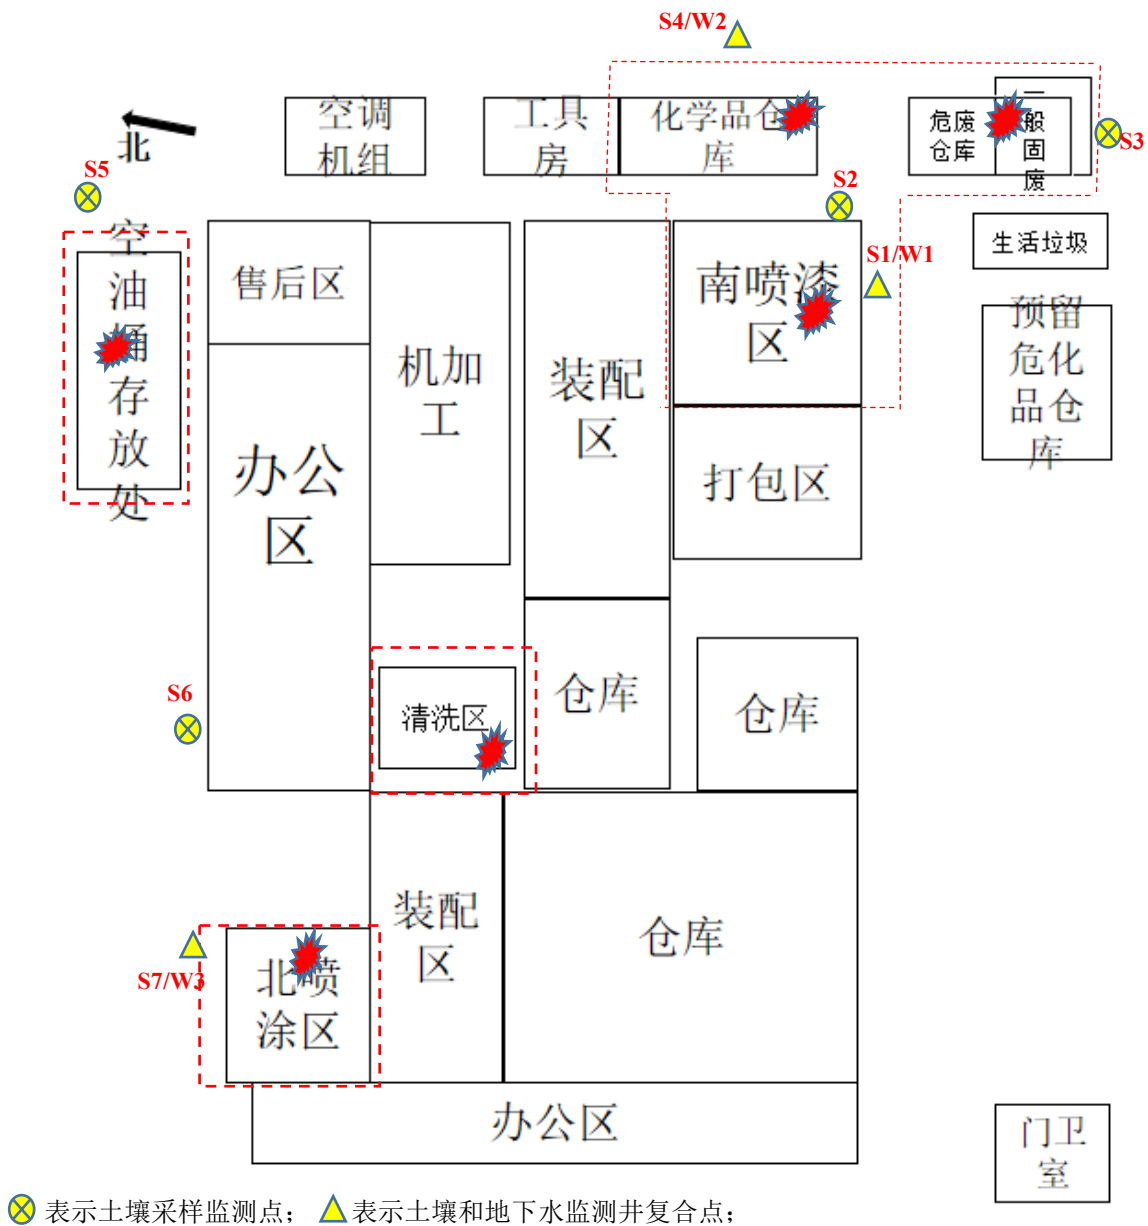 S4/W2
北
空调
机组
工具
房
化学品仓
库
危废
仓库
一
般
固
废
S3
S5
S2
空
油
桶
存
放
处
售后区
机加
工
装配
区
南喷漆
区
S1/W1
生活垃圾
预留
危化
品仓
库
办公
区
打包区
S6
清洗区
仓库
仓库
装配
区
仓库
S7/W3
北喷
涂区
办公区
门卫
室
表示土壤采样监测点； 表示土壤和地下水监测井复合点；